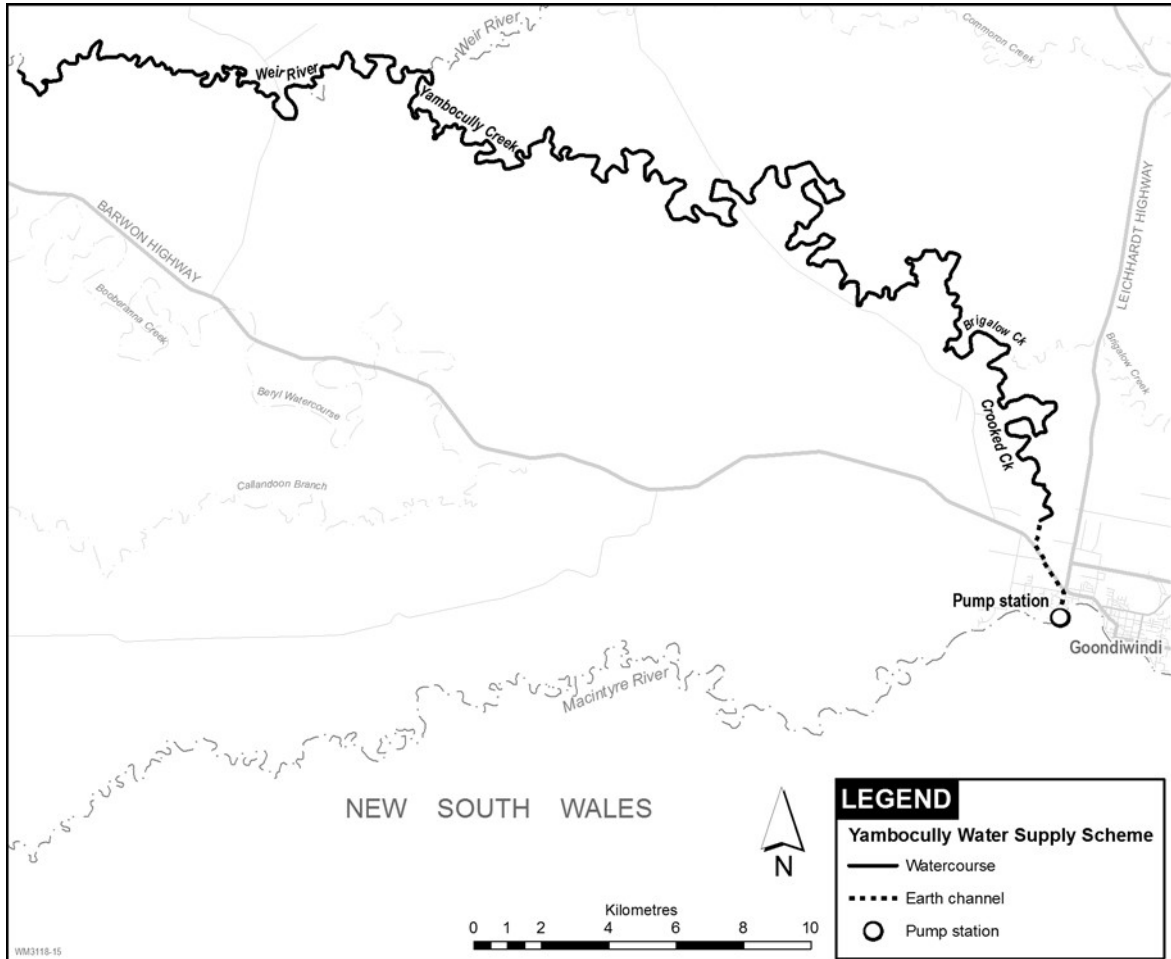 Weir River
Commoron Creek
Weir River
Yambocully Creek
LEICHHARDT HIGHWAY
BARWON HIGHWAY
Booberanna Creek
Brigalow Ck
Brigalow Creek
Beryl Watercourse
Crooked Ck
Callandoon Branch
Pump station
Goondiwindi
Macintyre River
NEW SOUTH WALES
N
Kilometres
0 1 2 4 6 8 10
LEGEND
Yambocully Water Supply Scheme
Watercourse
Earth channel
Pump station
WM3118-15